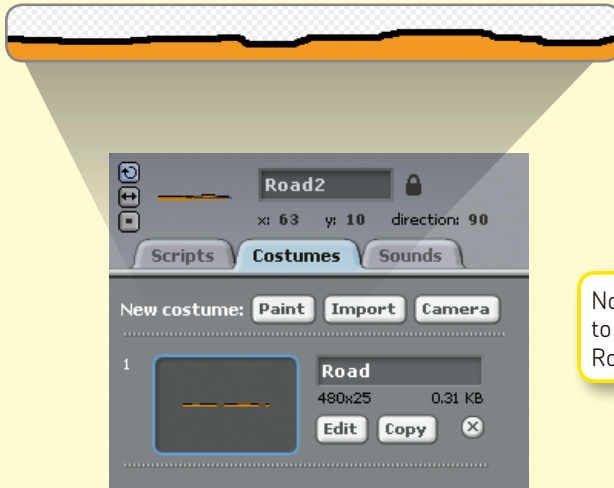 Road2
x: 63 y: 10 direction: 90
Scripts Costumes Sounds
New costume: Paint Import Camera
1
Road
480x25 0.31 KB
Edit Copy
to